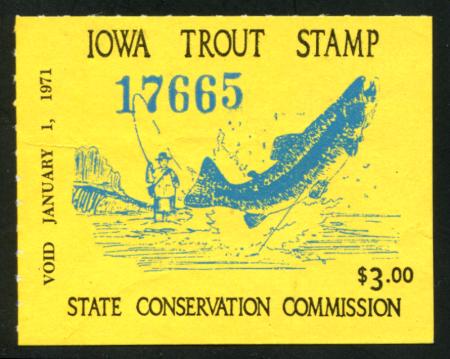 IOWA TROUT STAMP
17665
VOID JANUARY 1, 1971
$3.00
STATE CONSERVATION COMMISSION